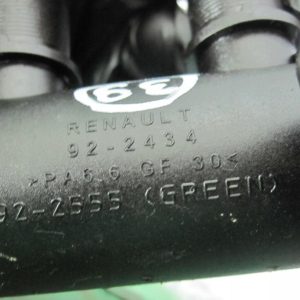 39
RENAULT
92-2434
>PA6,6 GF 30<
92-2555 (GREEN)